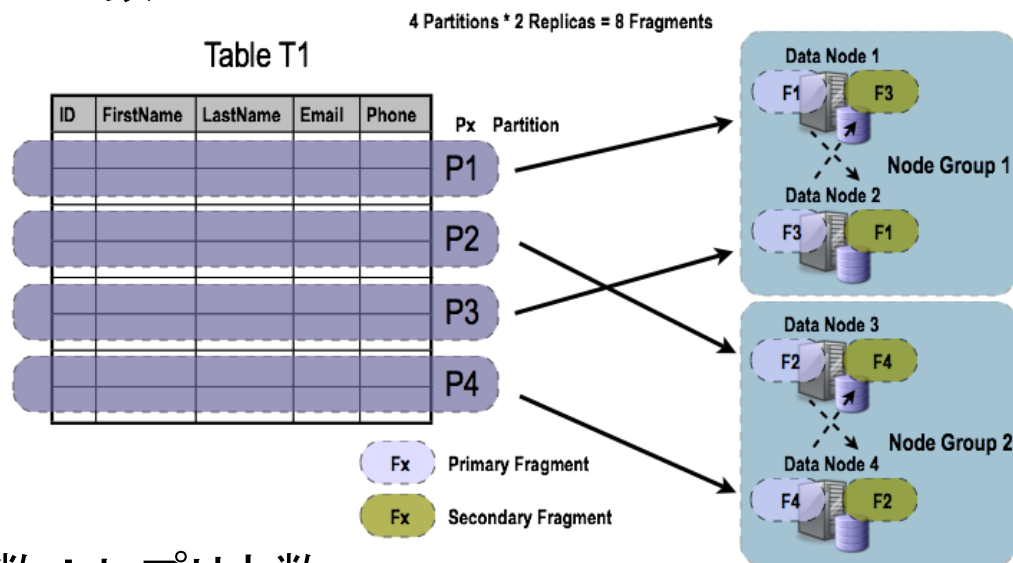 4 Partitions * 2 Replicas = 8 Fragments
Table T1
ID FirstName LastName Email Phone
Px Partition
P1
P2
P3
P4
Data Node 1
F1 F3
Node Group 1
Data Node 2
F3 F1
Data Node 3
F2 F4
Node Group 2
Data Node 4
F4 F2
Fx Primary Fragment
Fx Secondary Fragment